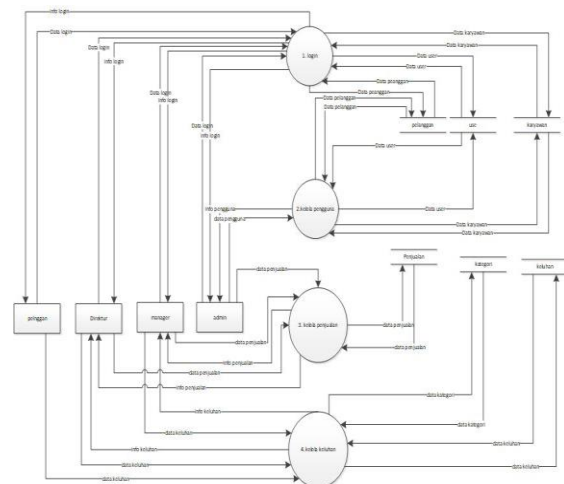 info login
Data login
Data login
info login
Data login
info login
Data login
info login
1. login
Data karyawan
Data karyawan
Data user
Data user
Data pelanggan
Data pelanggan
Data pelanggan
Data pelanggan
pelanggan
user
karyawan
Data user
info pengguna
data pengguna
2.kelola pengguna
Data user
Data karyawan
Data karyawan
data penjualan
Penjualan
kategori
keluhan
Direktur
manager
admin
data penjualan
3. kelola penjualan
data penjualan
info penjualan
data penjualan
data penjualan
info penjualan
data kategori
info keluhan
data kategori
data keluhan
data keluhan
info keluhan
4.kelola keluhan
data keluhan
data keluhan
data keluhan